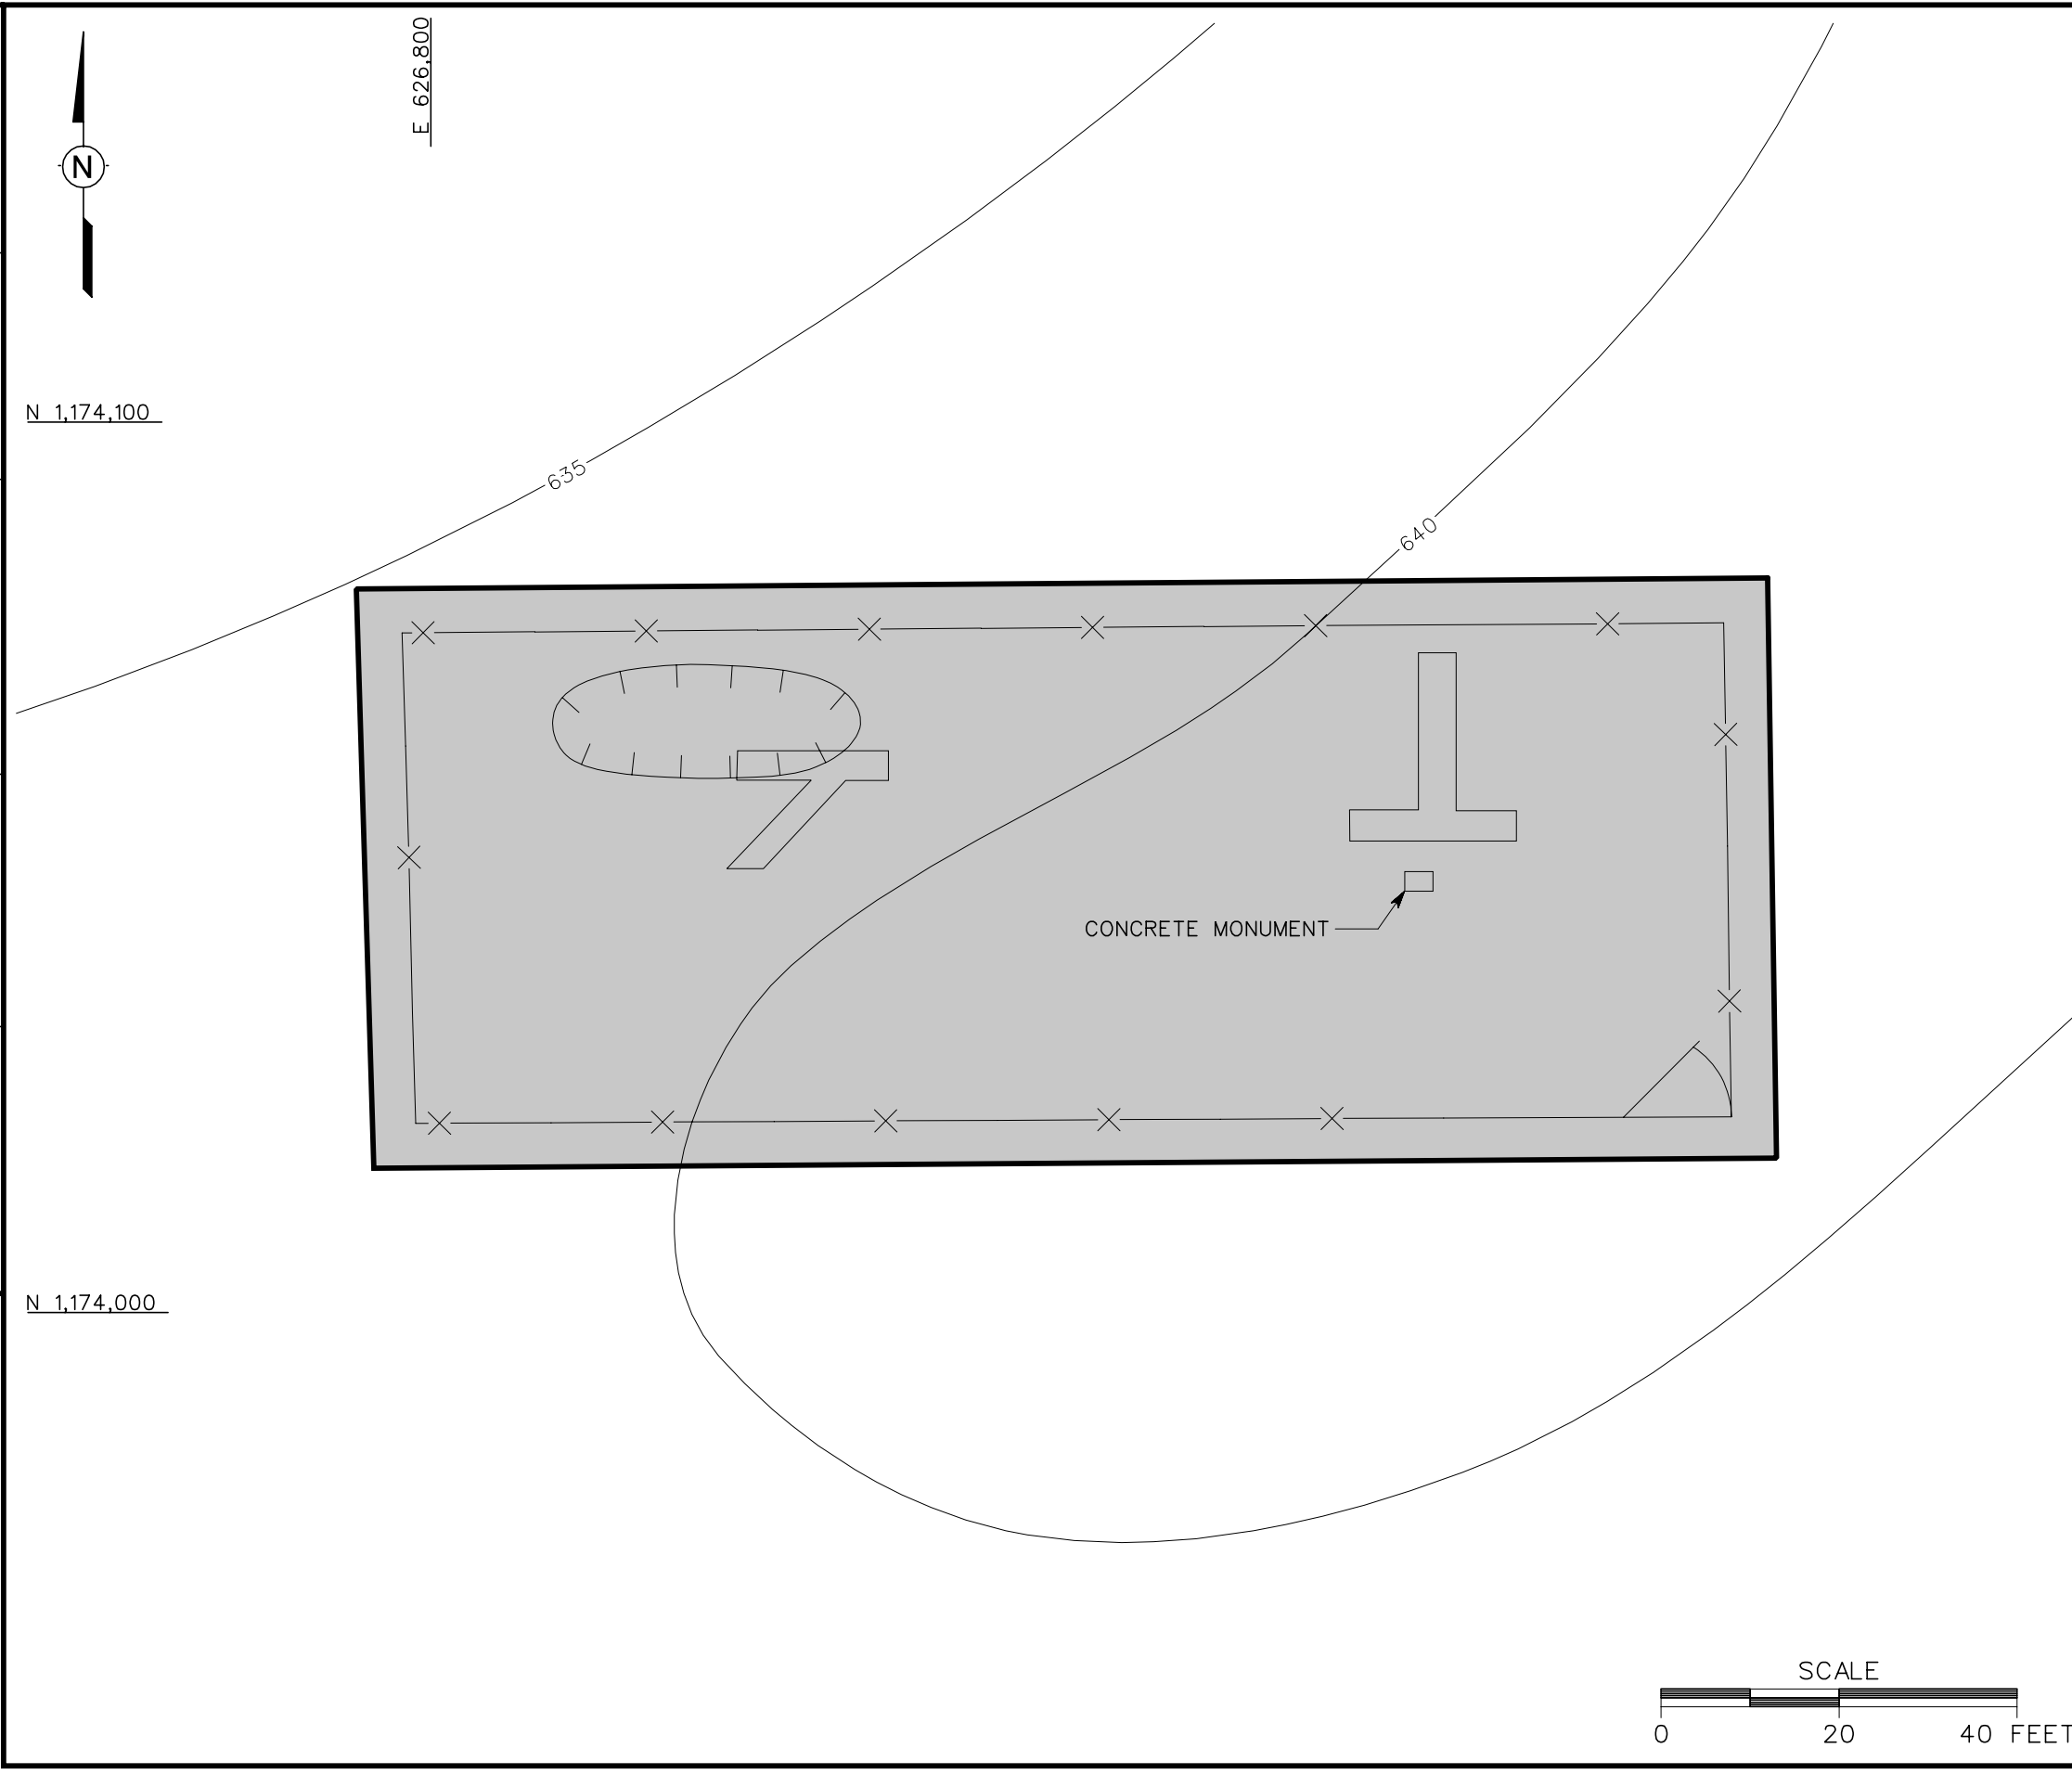 E 626,800
N
N 1,174,100
635
640
CONCRETE MONUMENT
N 1,174,000
SCALE
0 20 40 FEET